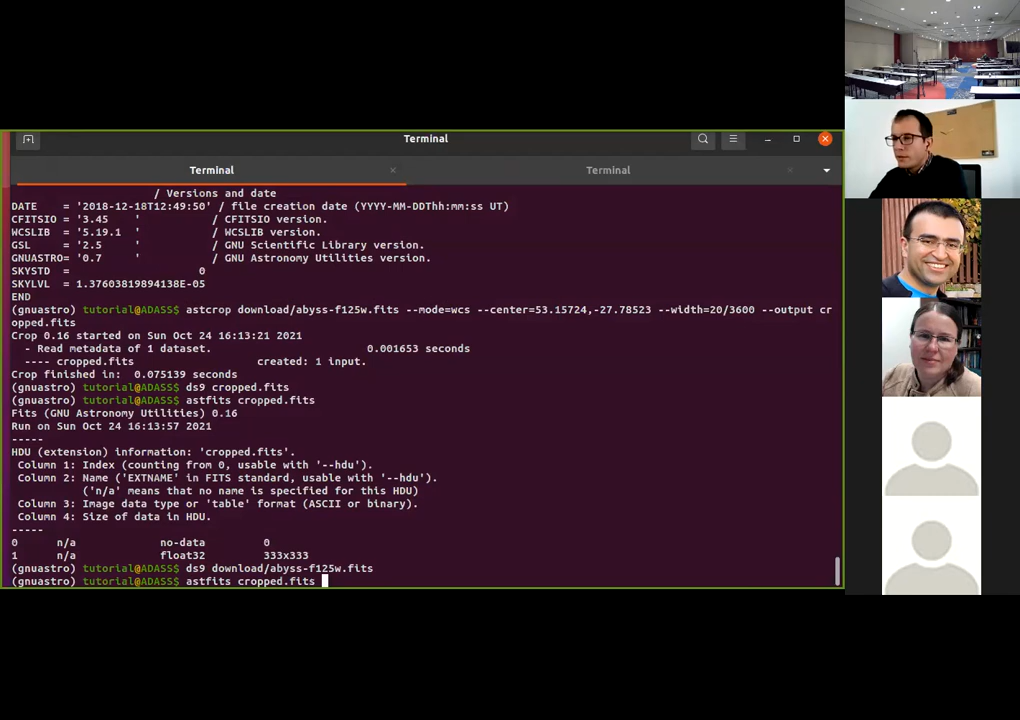 Terminal
Terminal
Terminal
/ Versions and date
DATE    = '2018-12-18T12:49:50' / file creation date (YYYY-MM-DDThh:mm:ss UT)
CFITSIO = '3.45    '           / CFITSIO version.
WCSLIB  = '5.19.1  '           / WCSLIB version.
GSL     = '2.5     '           / GNU Scientific Library version.
GNUASTRO= '0.7     '           / GNU Astronomy Utilities version.
SKYSTD  =                    0
SKYLVL  = 1.37603819894138E-05
END
(gnuastro) tutorial@ADASS$ astcrop download/abyss-f125w.fits --mode=wcs --center=53.15724,-27.78523 --width=20/3600 --output cr
opped.fits
Crop 0.16 started on Sun Oct 24 16:13:21 2021
  - Read metadata of 1 dataset.                    0.001653 seconds
  ---- cropped.fits                created: 1 input.
Crop finished in:  0.075139 seconds
(gnuastro) tutorial@ADASS$ ds9 cropped.fits
(gnuastro) tutorial@ADASS$ astfits cropped.fits
Fits (GNU Astronomy Utilities) 0.16
Run on Sun Oct 24 16:13:57 2021
-----
HDU (extension) information: 'cropped.fits'.
 Column 1: Index (counting from 0, usable with '--hdu').
 Column 2: Name ('EXTNAME' in FITS standard, usable with '--hdu').
           ('n/a' means that no name is specified for this HDU)
 Column 3: Image data type or 'table' format (ASCII or binary).
 Column 4: Size of data in HDU.
-----
0      n/a             no-data         0
1      n/a             float32         333x333
(gnuastro) tutorial@ADASS$ ds9 download/abyss-f125w.fits
(gnuastro) tutorial@ADASS$ astfits cropped.fits